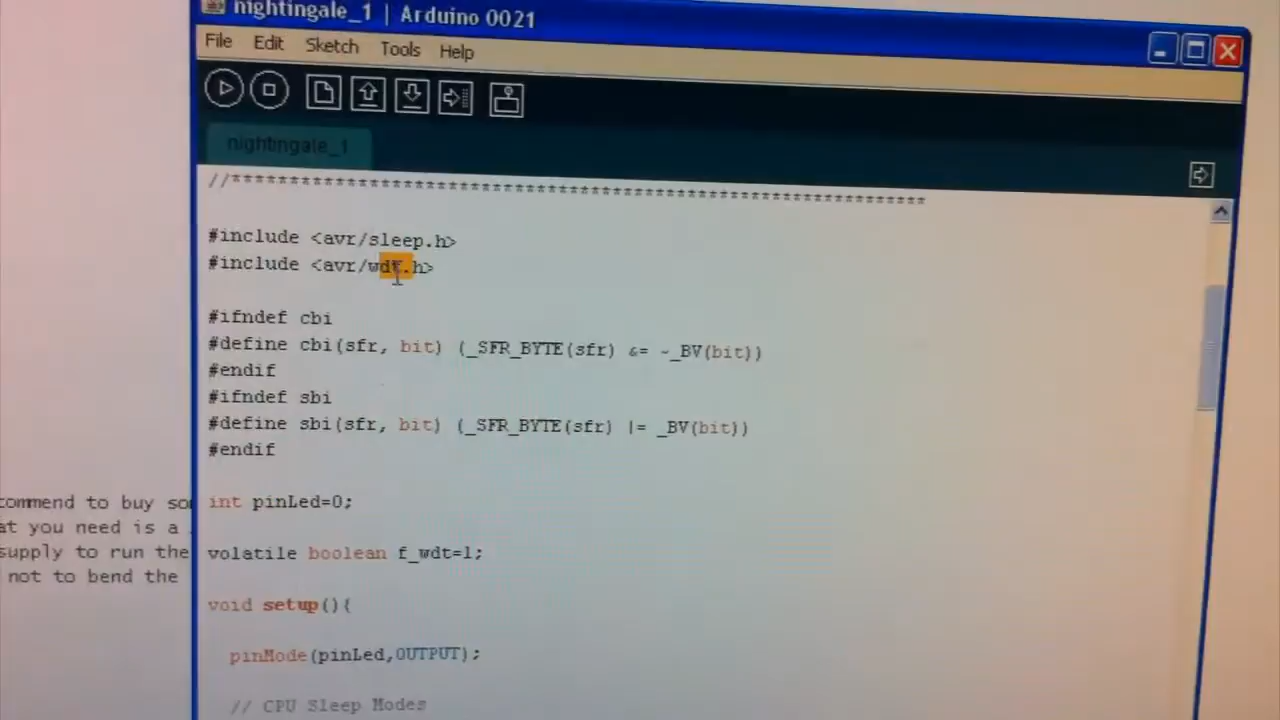 nightingale_1 | Arduino 0021
File Edit Sketch Tools Help
nightingale_1
//************************************************************
#include <avr/sleep.h>
#include <avr/wdt.h>
#ifndef cbi
#define cbi(sfr, bit) (_SFR_BYTE(sfr) &= ~_BV(bit))
#endif
#ifndef sbi
#define sbi(sfr, bit) (_SFR_BYTE(sfr) |= _BV(bit))
#endif
int pinLed=0;
volatile boolean f_wdt=1;
void setup(){
pinMode(pinLed,OUTPUT);
// CPU Sleep Modes
commend to buy so
at you need is a
supply to run the
not to bend the